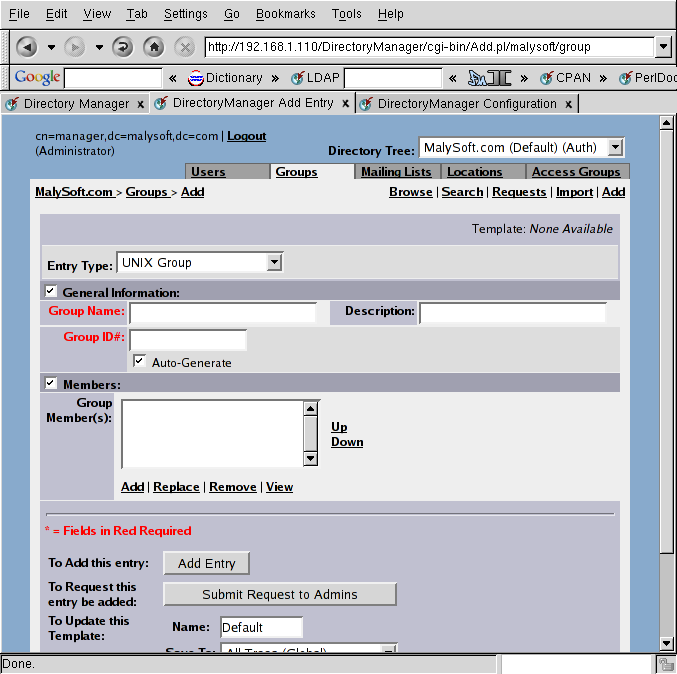 File Edit View Tab Settings Go Bookmarks Tools Help
http://192.168.1.110/DirectoryManager/cgi-bin/Add.pl/malysoft/group
Google « Dictionary » LDAP « » CPAN » PerlDoc
Directory Manager x DirectoryManager Add Entry x DirectoryManager Configuration x
cn=manager,dc=malysoft,dc=com | Logout
(Administrator)
Directory Tree: MalySoft.com (Default) (Auth)
Users Groups Mailing Lists Locations Access Groups
MalySoft.com > Groups > Add Browse | Search | Requests | Import | Add
Template: None Available
Entry Type: UNIX Group
General Information:
Group Name: Description:
Group ID#:
Auto-Generate
Members:
Group
Member(s):
Up
Down
Add | Replace | Remove | View
* = Fields in Red Required
To Add this entry: Add Entry
To Request this
entry be added: Submit Request to Admins
To Update this
Template: Name: Default
Save To: All Trees (Global)
Done.